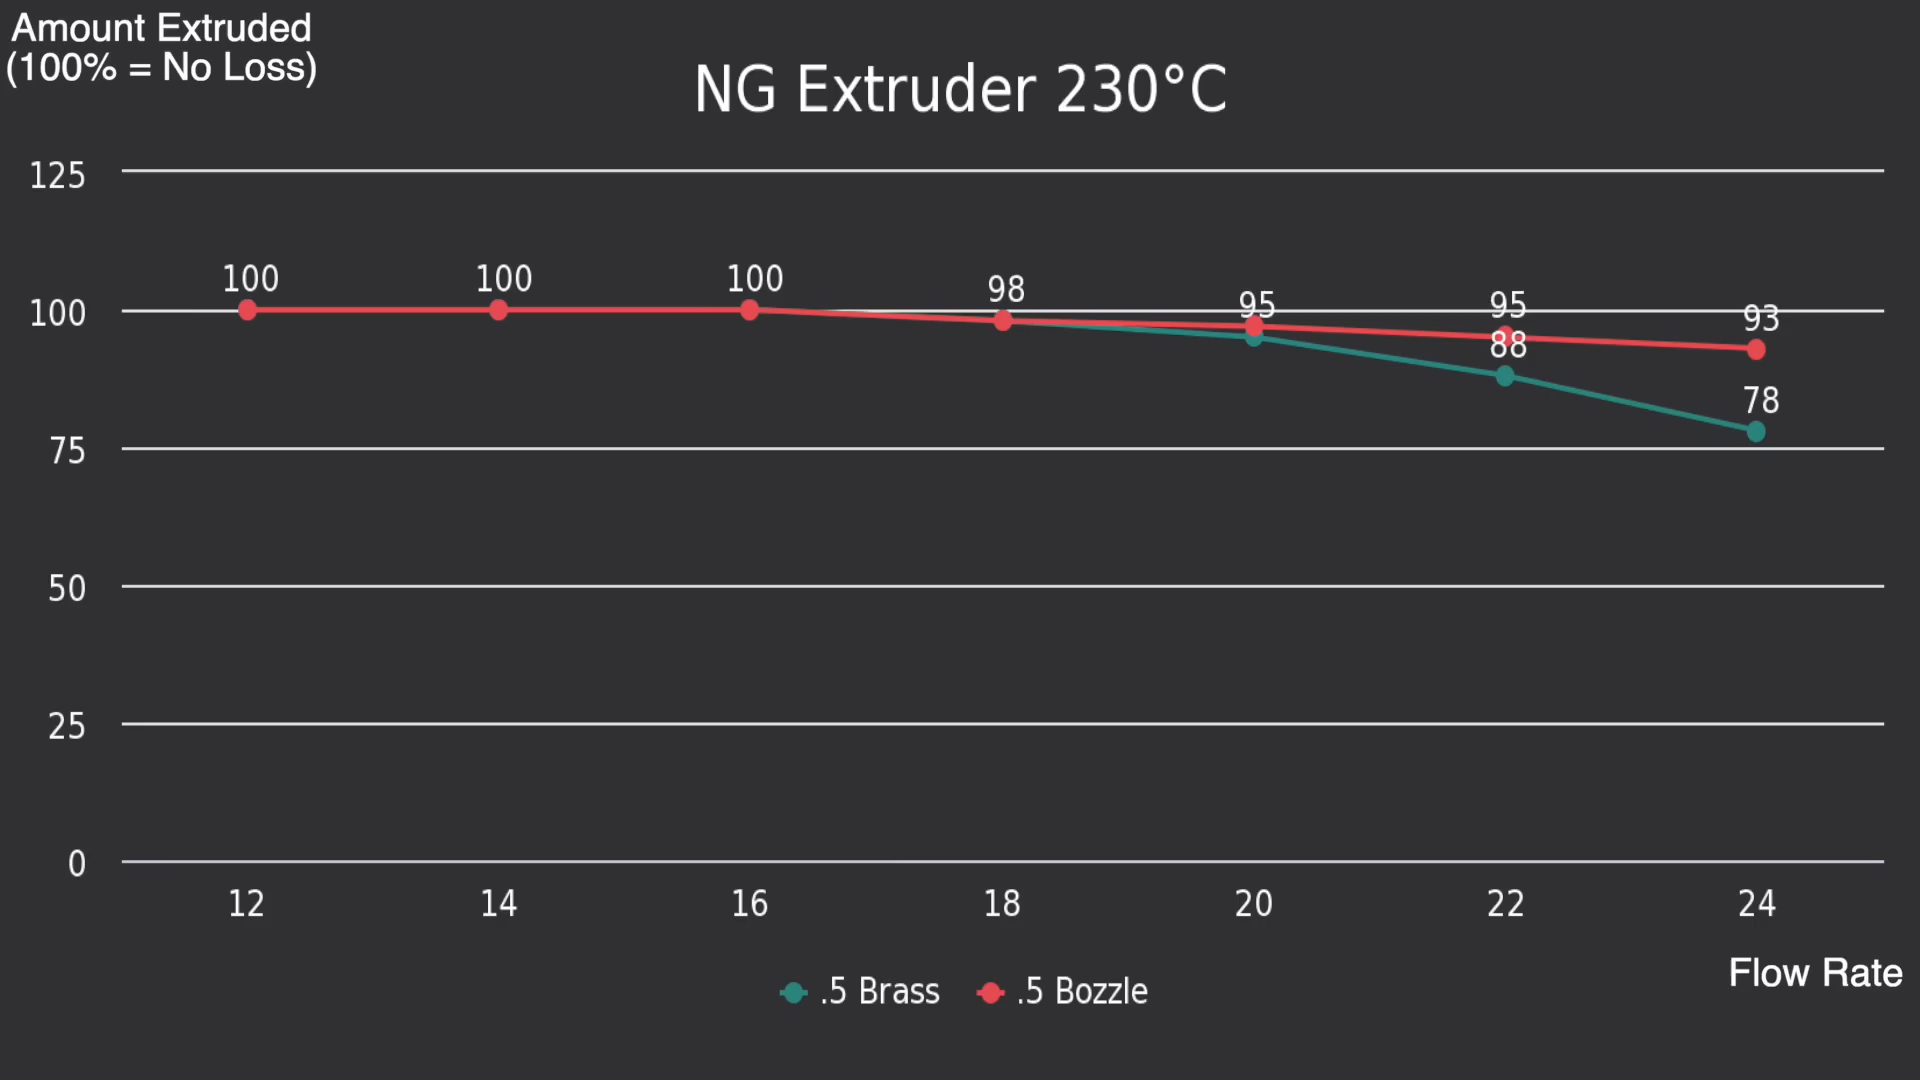 Amount Extruded
(100% = No Loss)
NG Extruder 230°C
125
100
75
50
25
0
100 100 100 98 95 95 93
88
78
12 14 16 18 20 22 24
Flow Rate
.5 Brass .5 Bozzle